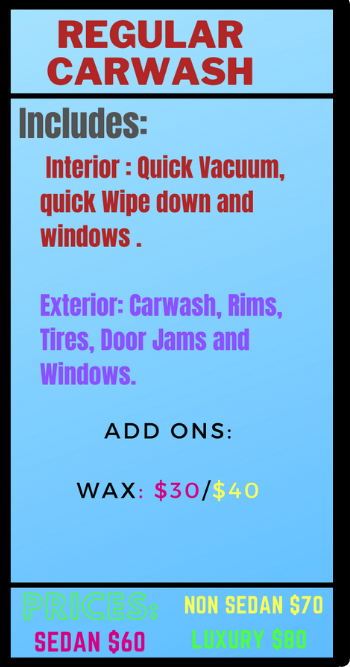 REGULAR
CARWASH
Includes:
Interior : Quick Vacuum,
quick Wipe down and
windows .
Exterior: Carwash, Rims,
Tires, Door Jams and
Windows.
ADD ONS:
WAX: $30/$40
PRICES:
NON SEDAN $70
SEDAN $60
LUXURY $80